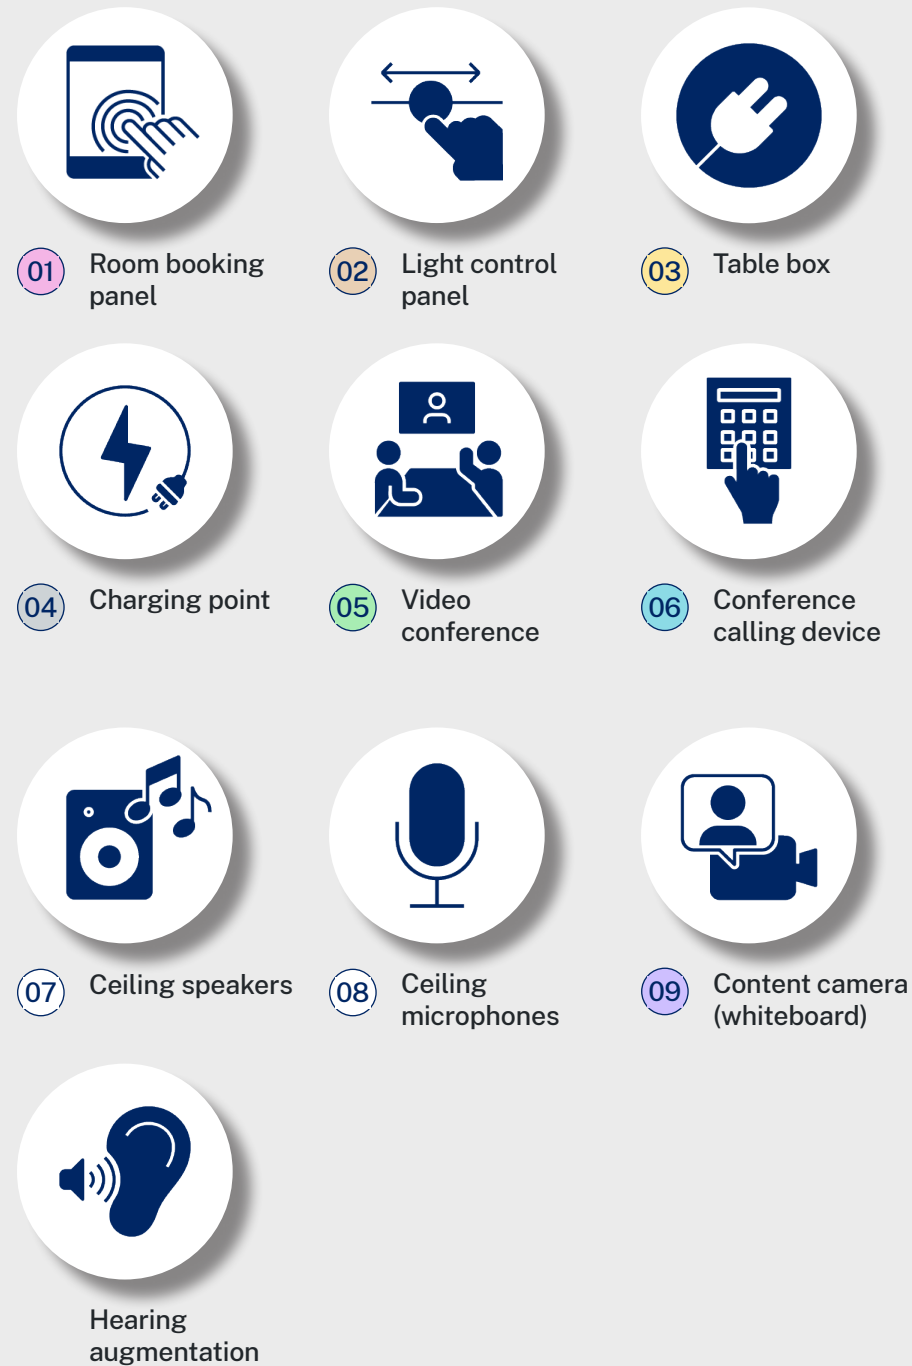 01 Room booking
panel
02 Light control
panel
03 Table box
04 Charging point
05 Video
conference
06 Conference
calling device
07 Ceiling speakers
08 Ceiling
microphones
09 Content camera
(whiteboard)
Hearing
augmentation